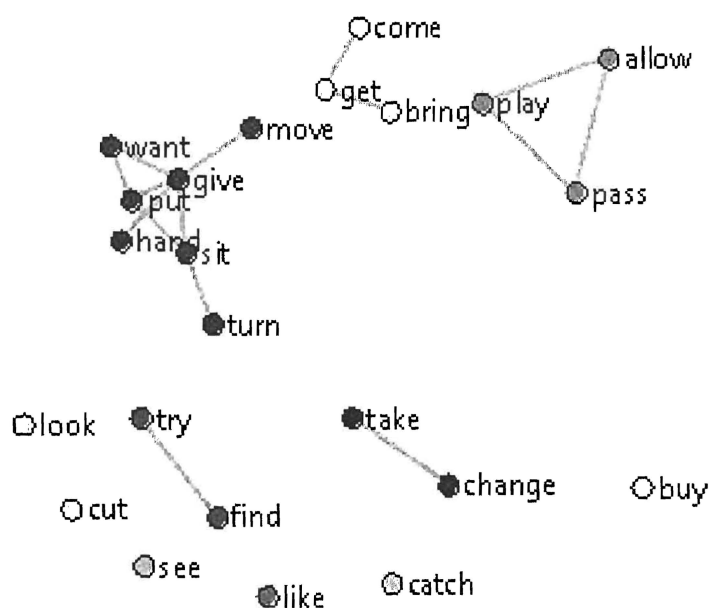 come
allow
get
bring
play
move
want
give
put
pass
hand
sit
turn
look
try
take
change
buy
cut
find
see
like
catch